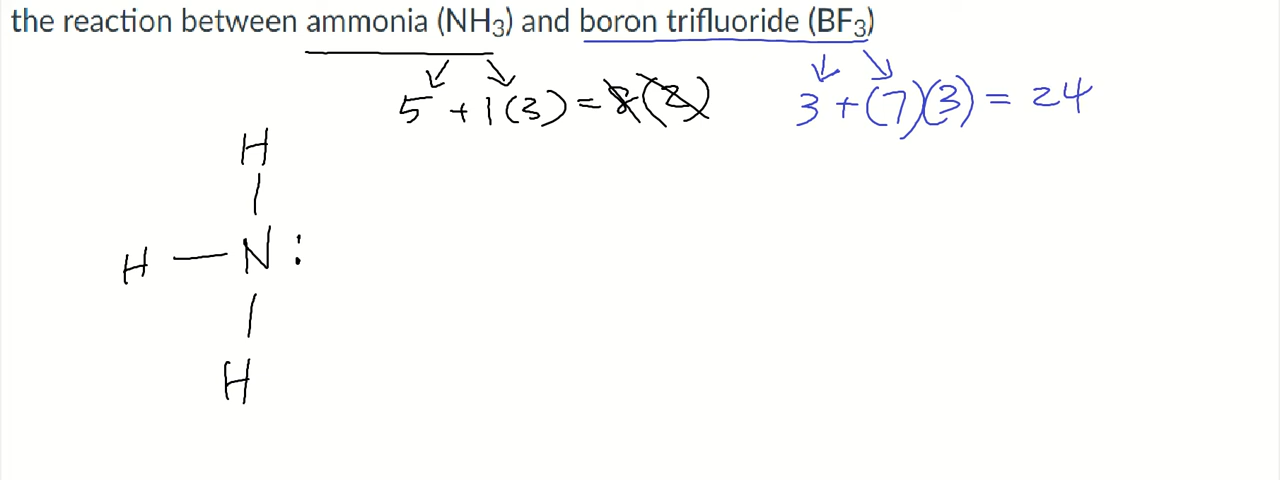 the reaction between ammonia (NH3) and boron trifluoride (BF3)
5 + 1 (3) = 8 (2) 3 + (7)(3) = 24
H
H — N :
H